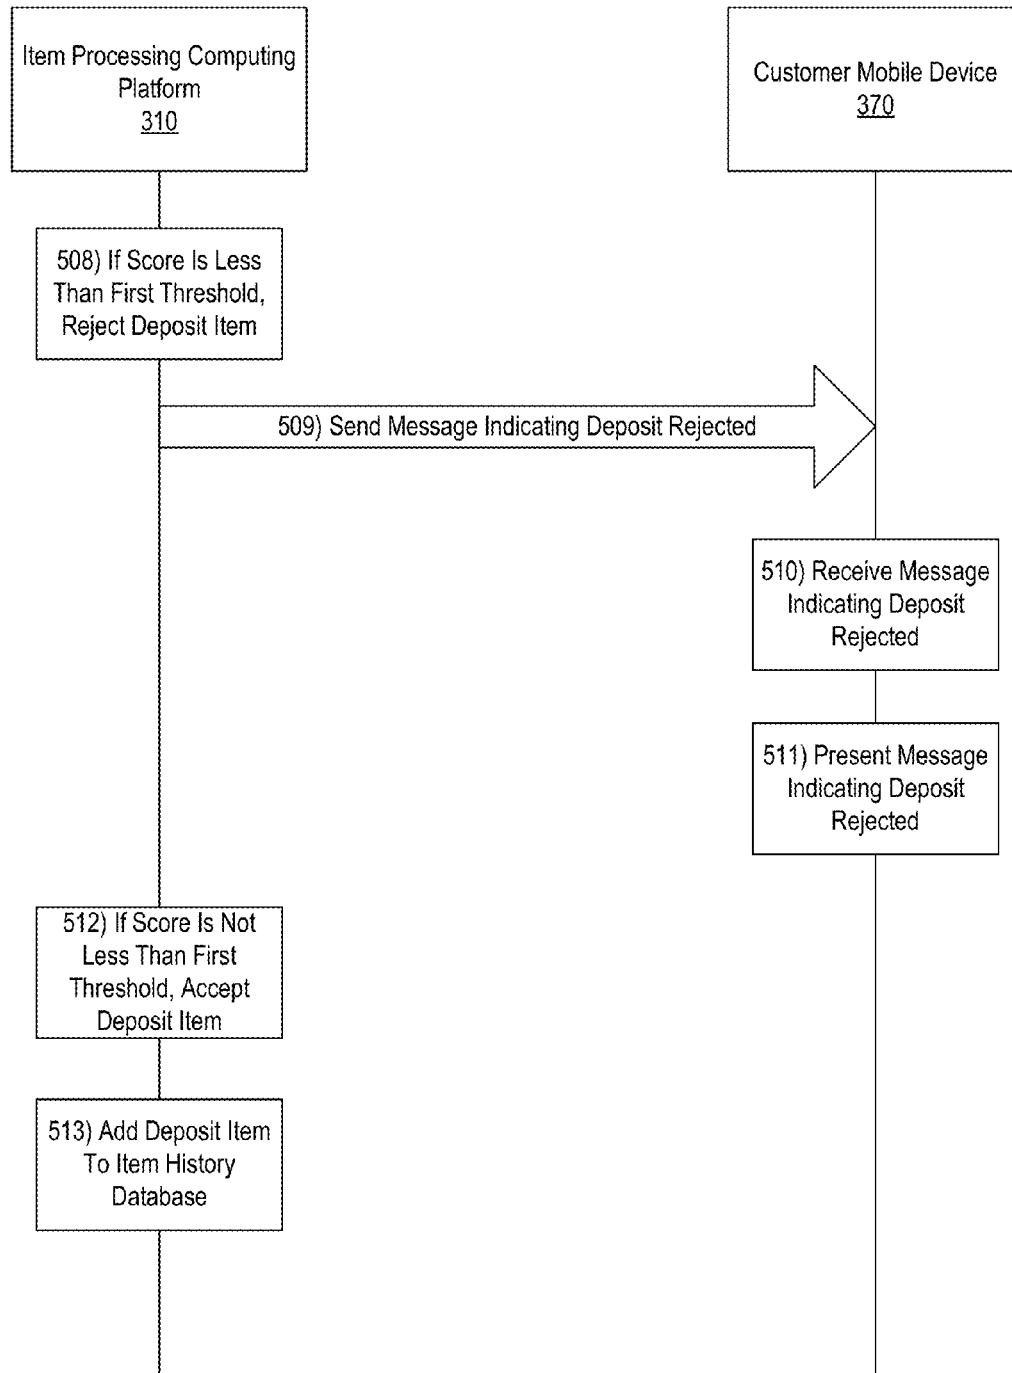 Item Processing Computing
Platform
310
Customer Mobile Device
370
508) If Score Is Less
Than First Threshold,
Reject Deposit Item
509) Send Message Indicating Deposit Rejected
510) Receive Message
Indicating Deposit
Rejected
511) Present Message
Indicating Deposit
Rejected
512) If Score Is Not
Less Than First
Threshold, Accept
Deposit Item
513) Add Deposit Item
To Item History
Database